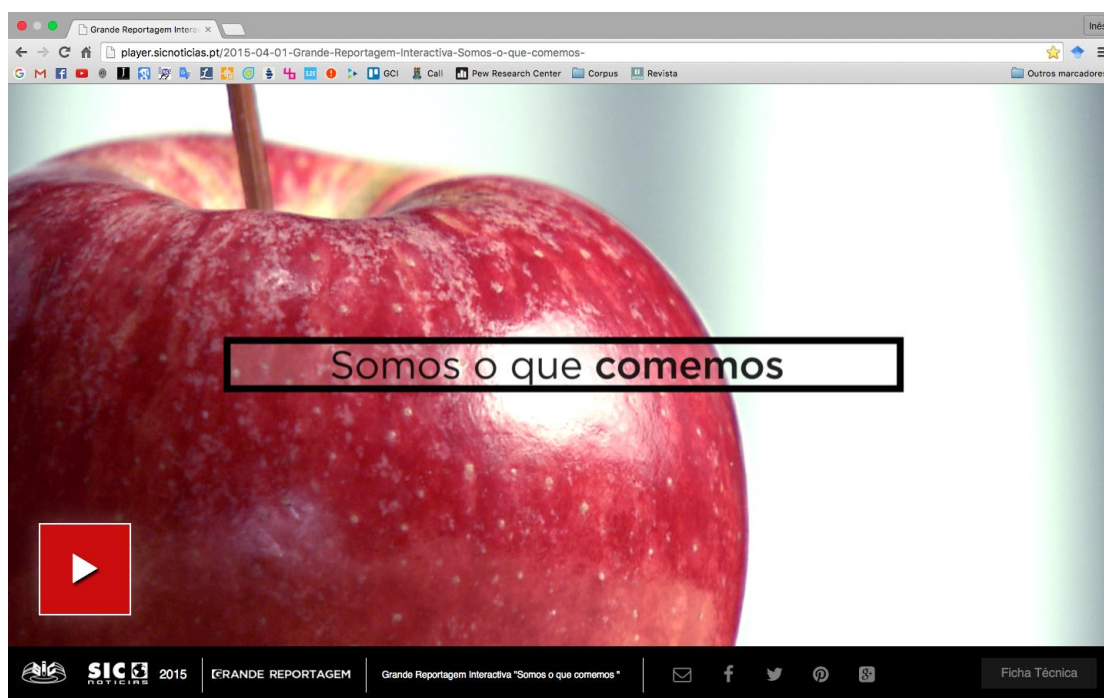 Grande Reportagem Intera
Inês
player.sicnoticias.pt/2015-04-01-Grande-Reportagem-Interactiva-Somos-o-que-comemos-
GCI Call Pew Research Center Corpus Revista Outros marcadores
Somos o que comemos
SIC SIC NOTÍCIAS 2015 GRANDE REPORTAGEM Grande Reportagem Interactiva "Somos o que comemos " Ficha Técnica